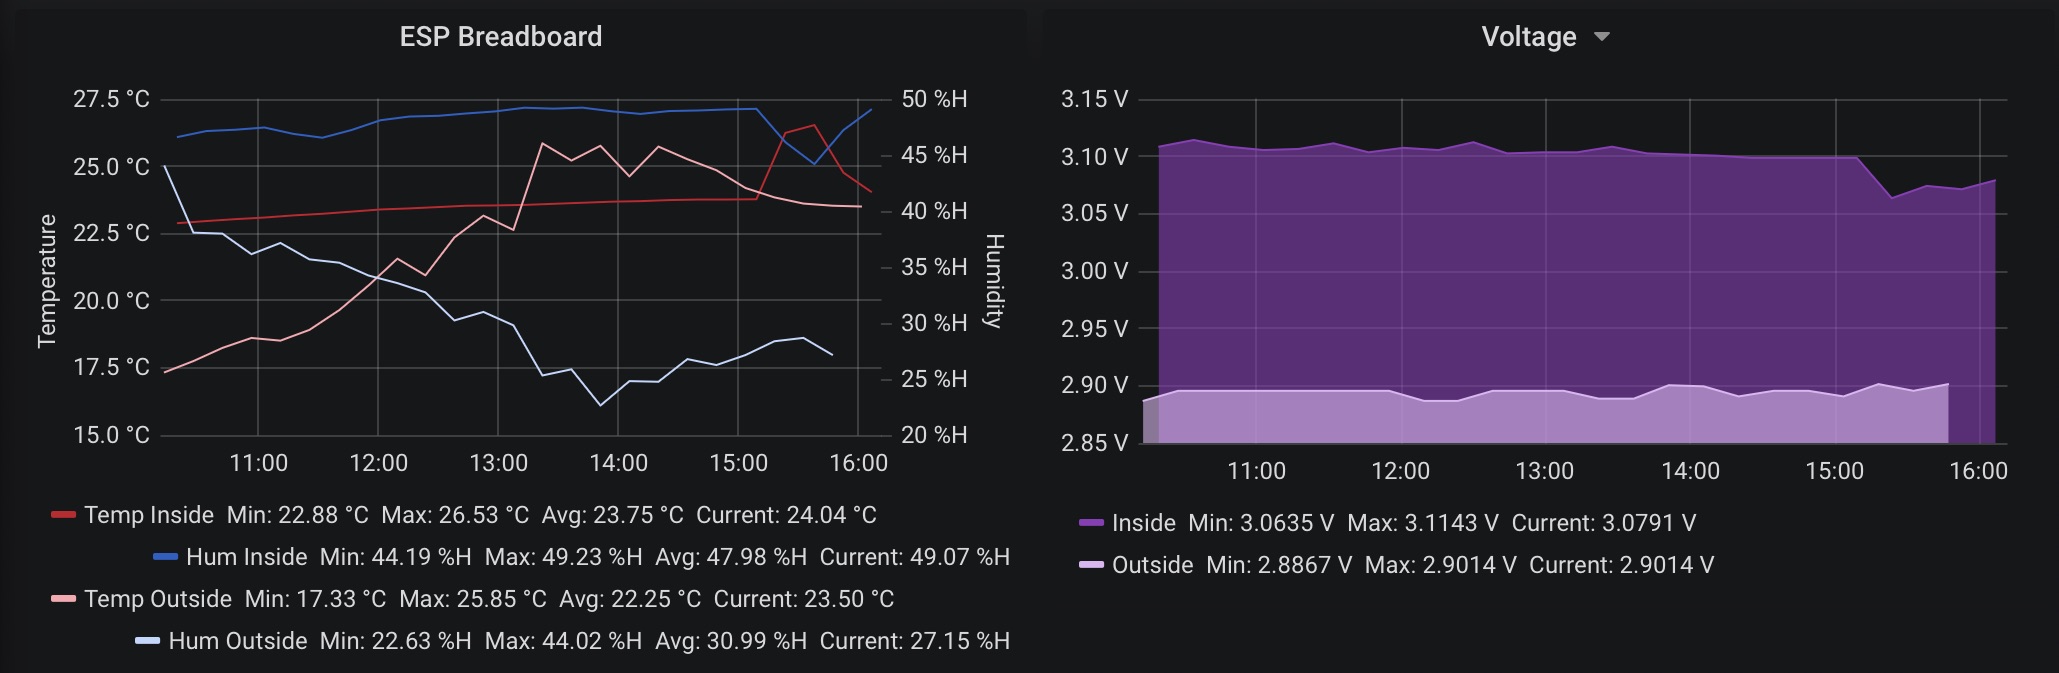 ESP Breadboard
27.5 °C
25.0 °C
22.5 °C
20.0 °C
17.5 °C
15.0 °C
Temperature
50 %H
45 %H
40 %H
35 %H
30 %H
25 %H
20 %H
Humidity
11:00 12:00 13:00 14:00 15:00 16:00
Temp Inside Min: 22.88 °C Max: 26.53 °C Avg: 23.75 °C Current: 24.04 °C
Hum Inside Min: 44.19 %H Max: 49.23 %H Avg: 47.98 %H Current: 49.07 %H
Temp Outside Min: 17.33 °C Max: 25.85 °C Avg: 22.25 °C Current: 23.50 °C
Hum Outside Min: 22.63 %H Max: 44.02 %H Avg: 30.99 %H Current: 27.15 %H
Voltage
3.15 V
3.10 V
3.05 V
3.00 V
2.95 V
2.90 V
2.85 V
11:00 12:00 13:00 14:00 15:00 16:00
Inside Min: 3.0635 V Max: 3.1143 V Current: 3.0791 V
Outside Min: 2.8867 V Max: 2.9014 V Current: 2.9014 V